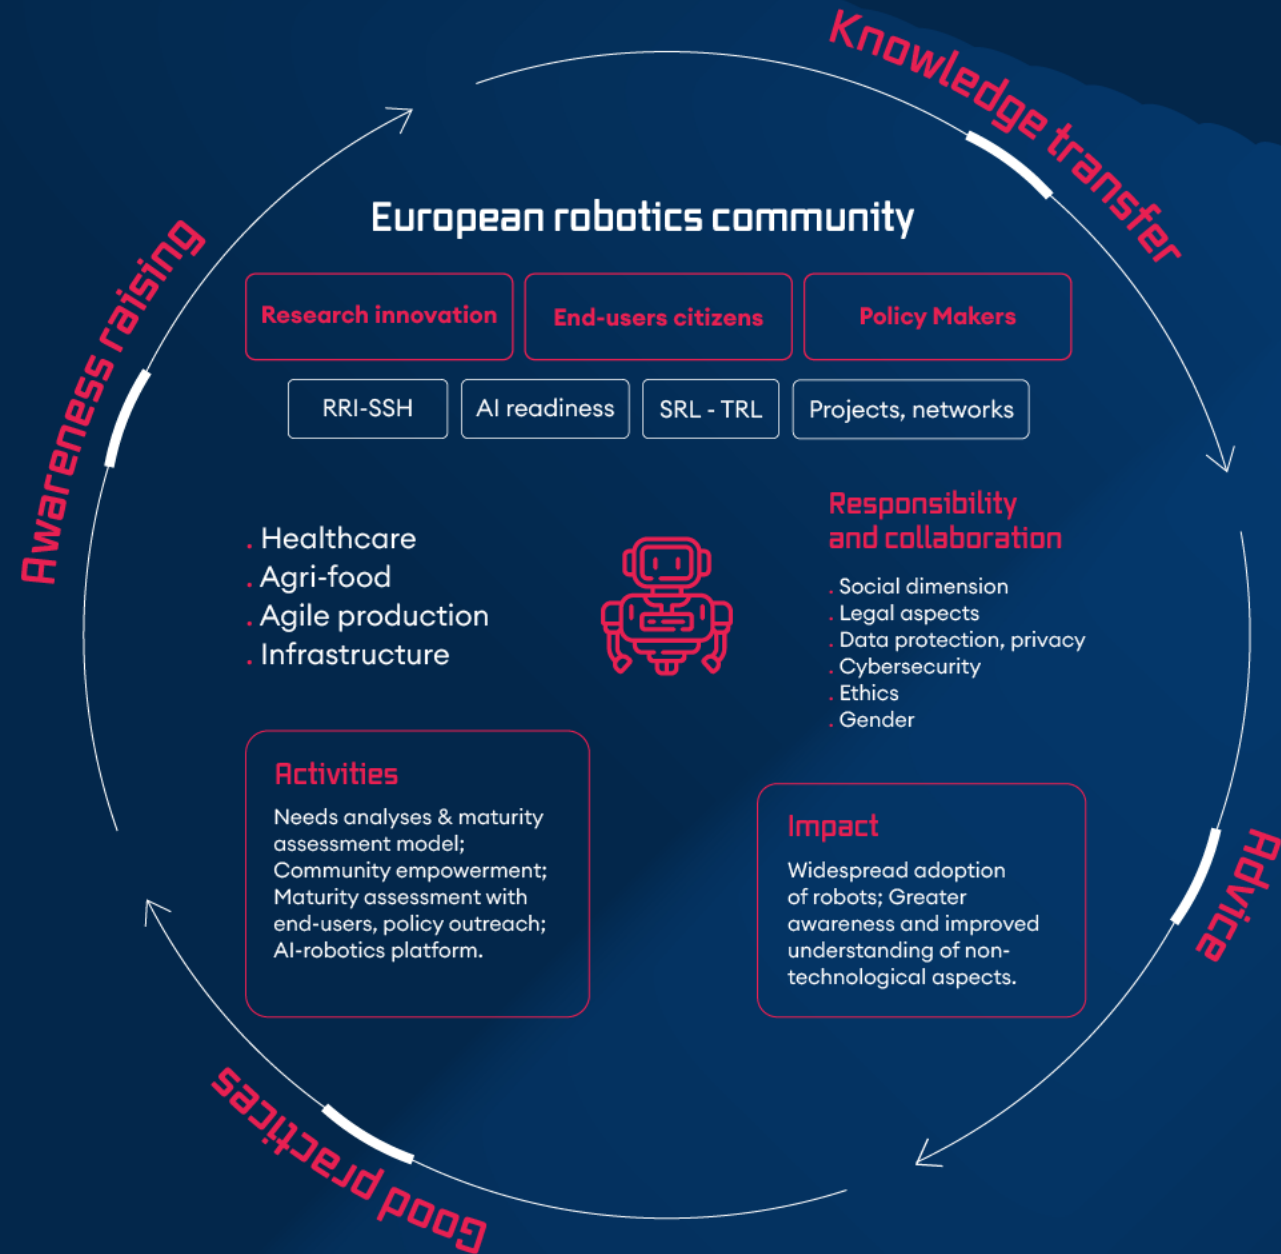 Knowledge transfer
Awareness raising
European robotics community
Research innovation
End-users citizens
Policy Makers
RRI-SSH
AI readiness
SRL - TRL
Projects, networks
. Healthcare
. Agri-food
. Agile production
. Infrastructure
Responsibility
and collaboration
. Social dimension
. Legal aspects
. Data protection, privacy
. Cybersecurity
. Ethics
. Gender
Activities
Needs analyses & maturity
assessment model;
Community empowerment;
Maturity assessment with
end-users, policy outreach;
AI-robotics platform.
Impact
Widespread adoption
of robots; Greater
awareness and improved
understanding of non-
technological aspects.
Advice
Good practices